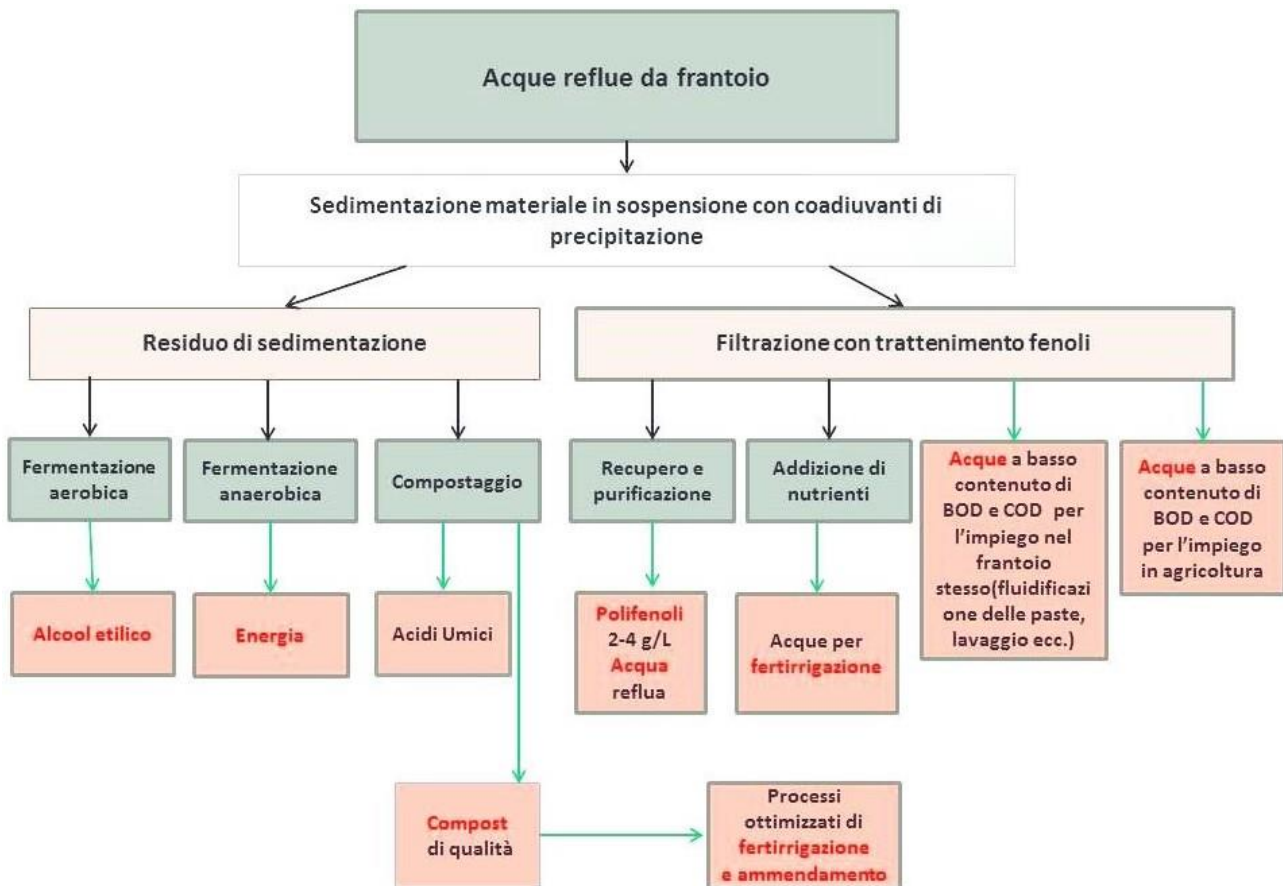 Acque reflue da frantoio
Sedimentazione materiale in sospensione con coadiuvanti di
precipitazione
Residuo di sedimentazione
Filtrazione con trattenimento fenoli
Fermentazione
aerobica
Fermentazione
anaerobica
Compostaggio
Recupero e
purificazione
Addizione di
nutrienti
Acque a basso
contenuto di
BOD e COD per
l'impiego nel
frantoio
stesso(fluidificazi
one delle paste,
lavaggio ecc.)
Acque a basso
contenuto di
BOD e COD
per l'impiego
in agricoltura
Alcool etilico
Energia
Acidi Umici
Polifenoli
2-4 g/L
Acqua
reflua
Acque per
fertirrigazione
Compost
di qualità
Processi
ottimizzati di
fertirrigazione
e ammendamento